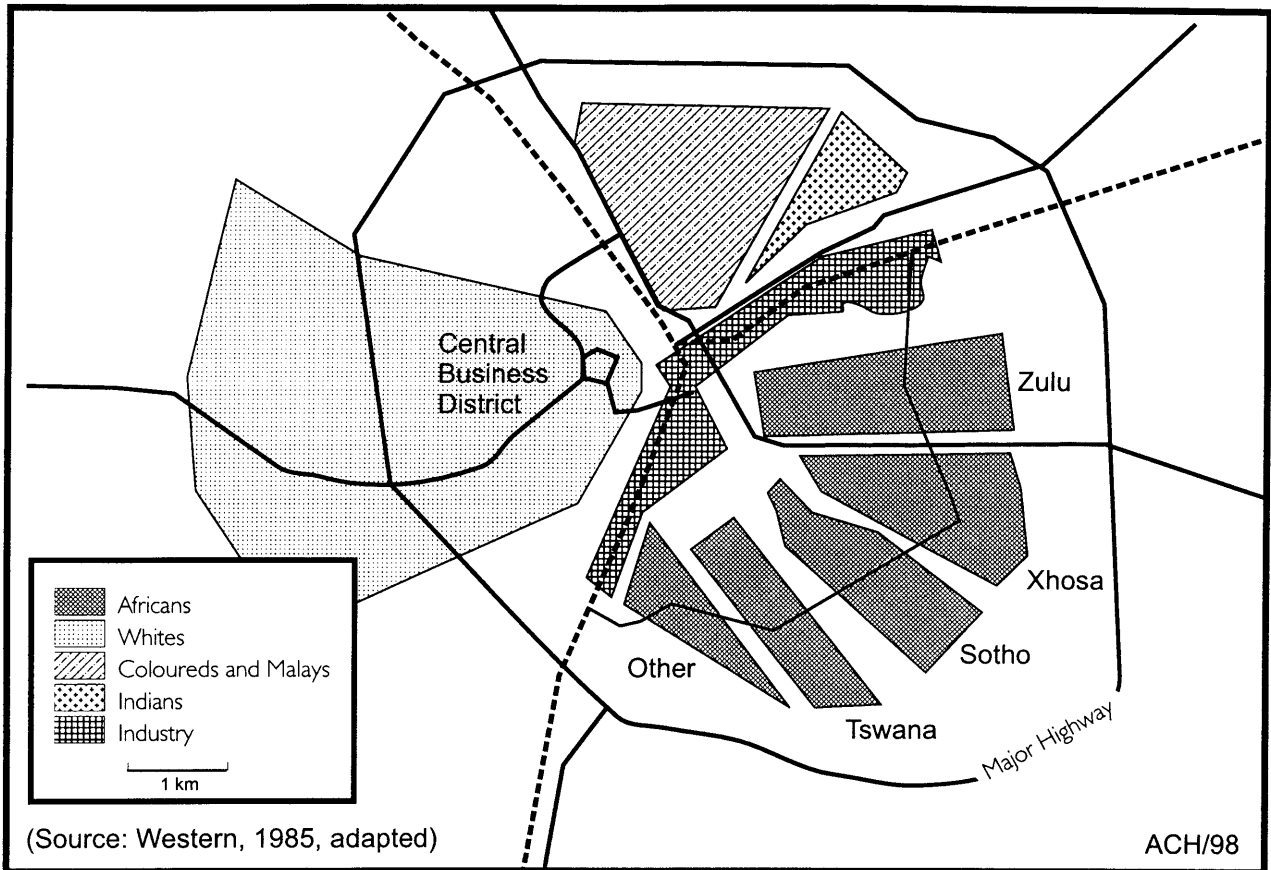 Central
Business
District
Zulu
Xhosa
Sotho
Tswana
Other
Major Highway
Africans
Whites
Coloureds and Malays
Indians
Industry
1 km
(Source: Western, 1985, adapted)
ACH/98